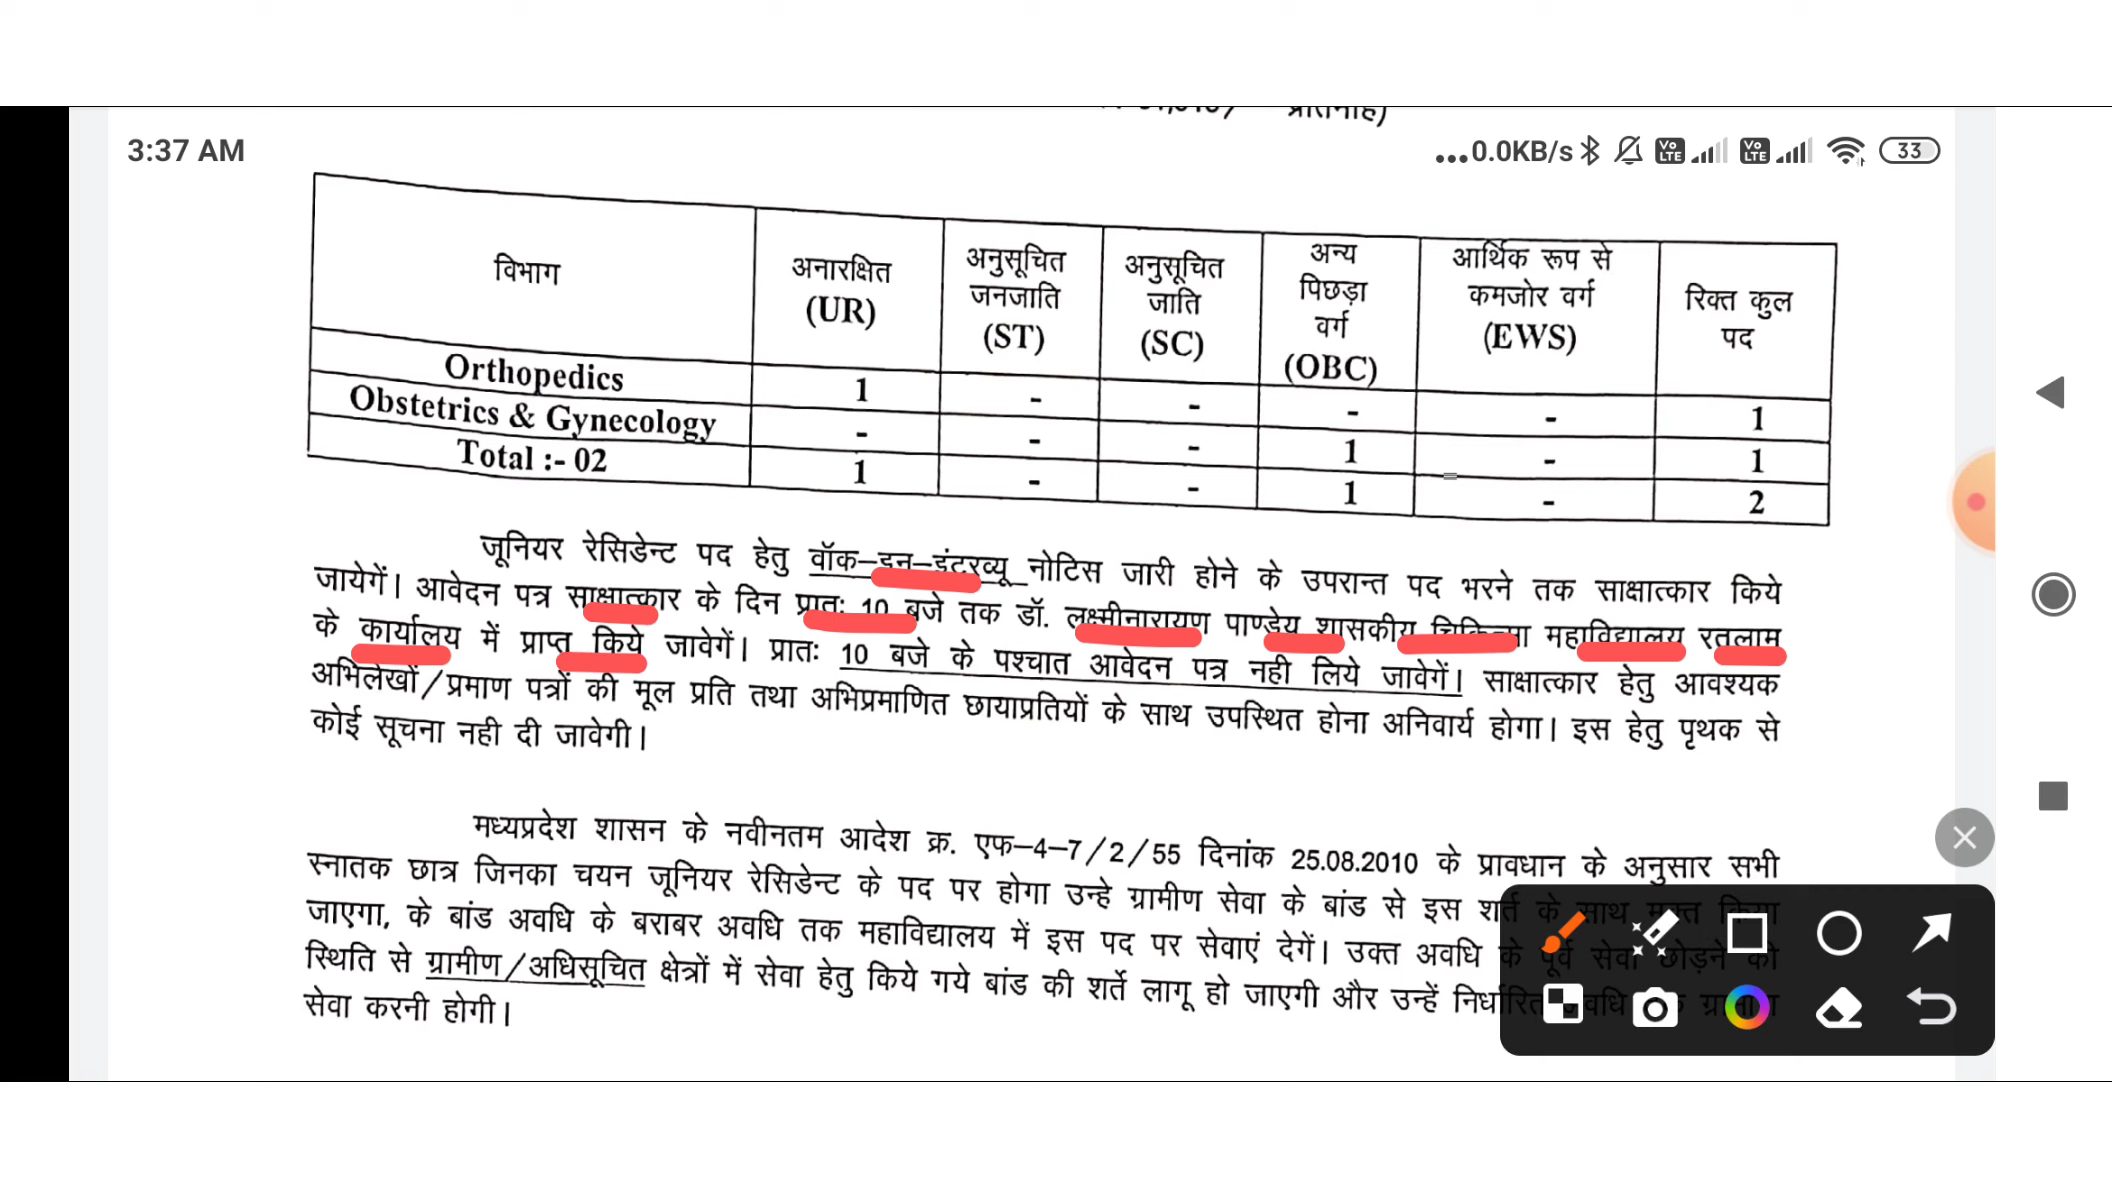 प्रतिमाह)
3:37 AM
...0.0KB/s Vo LTE Vo LTE 33
विभाग अनारक्षित (UR) अनुसूचित जनजाति (ST) अनुसूचित जाति (SC) अन्य पिछड़ा वर्ग (OBC) आर्थिक रूप से कमजोर वर्ग (EWS) रिक्त कुल पद
Orthopedics 1 - - - - 1
Obstetrics & Gynecology - - - 1 - 1
Total :- 02 1 - - 1 - 2
जूनियर रेसिडेन्ट पद हेतु वॉक–इन–इंटरव्यू नोटिस जारी होने के उपरान्त पद भरने तक साक्षात्कार किये
जायेगें। आवेदन पत्र साक्षात्कार के दिन प्रातः 10 बजे तक डॉ. लक्ष्मीनारायण पाण्डेय शासकीय चिकित्सा महाविद्यालय रतलाम
के कार्यालय में प्राप्त किये जावेगें। प्रातः 10 बजे के पश्चात आवेदन पत्र नही लिये जावेगें। साक्षात्कार हेतु आवश्यक
अभिलेखों/प्रमाण पत्रों की मूल प्रति तथा अभिप्रमाणित छायाप्रतियों के साथ उपस्थित होना अनिवार्य होगा। इस हेतु पृथक से
कोई सूचना नही दी जावेगी।
मध्यप्रदेश शासन के नवीनतम आदेश क्र. एफ–4–7/2/55 दिनांक 25.08.2010 के प्रावधान के अनुसार सभी
स्नातक छात्र जिनका चयन जूनियर रेसिडेन्ट के पद पर होगा उन्हे ग्रामीण सेवा के बांड से इस शर्त के साथ मुक्त किया
जाएगा, के बांड अवधि के बराबर अवधि तक महाविद्यालय में इस पद पर सेवाएं देगें। उक्त अवधि के पूर्व सेवा छोड़ने की
स्थिति से ग्रामीण/अधिसूचित क्षेत्रों में सेवा हेतु किये गये बांड की शर्ते लागू हो जाएगी और उन्हें निर्धारित अवधि ग्रामीण
सेवा करनी होगी।